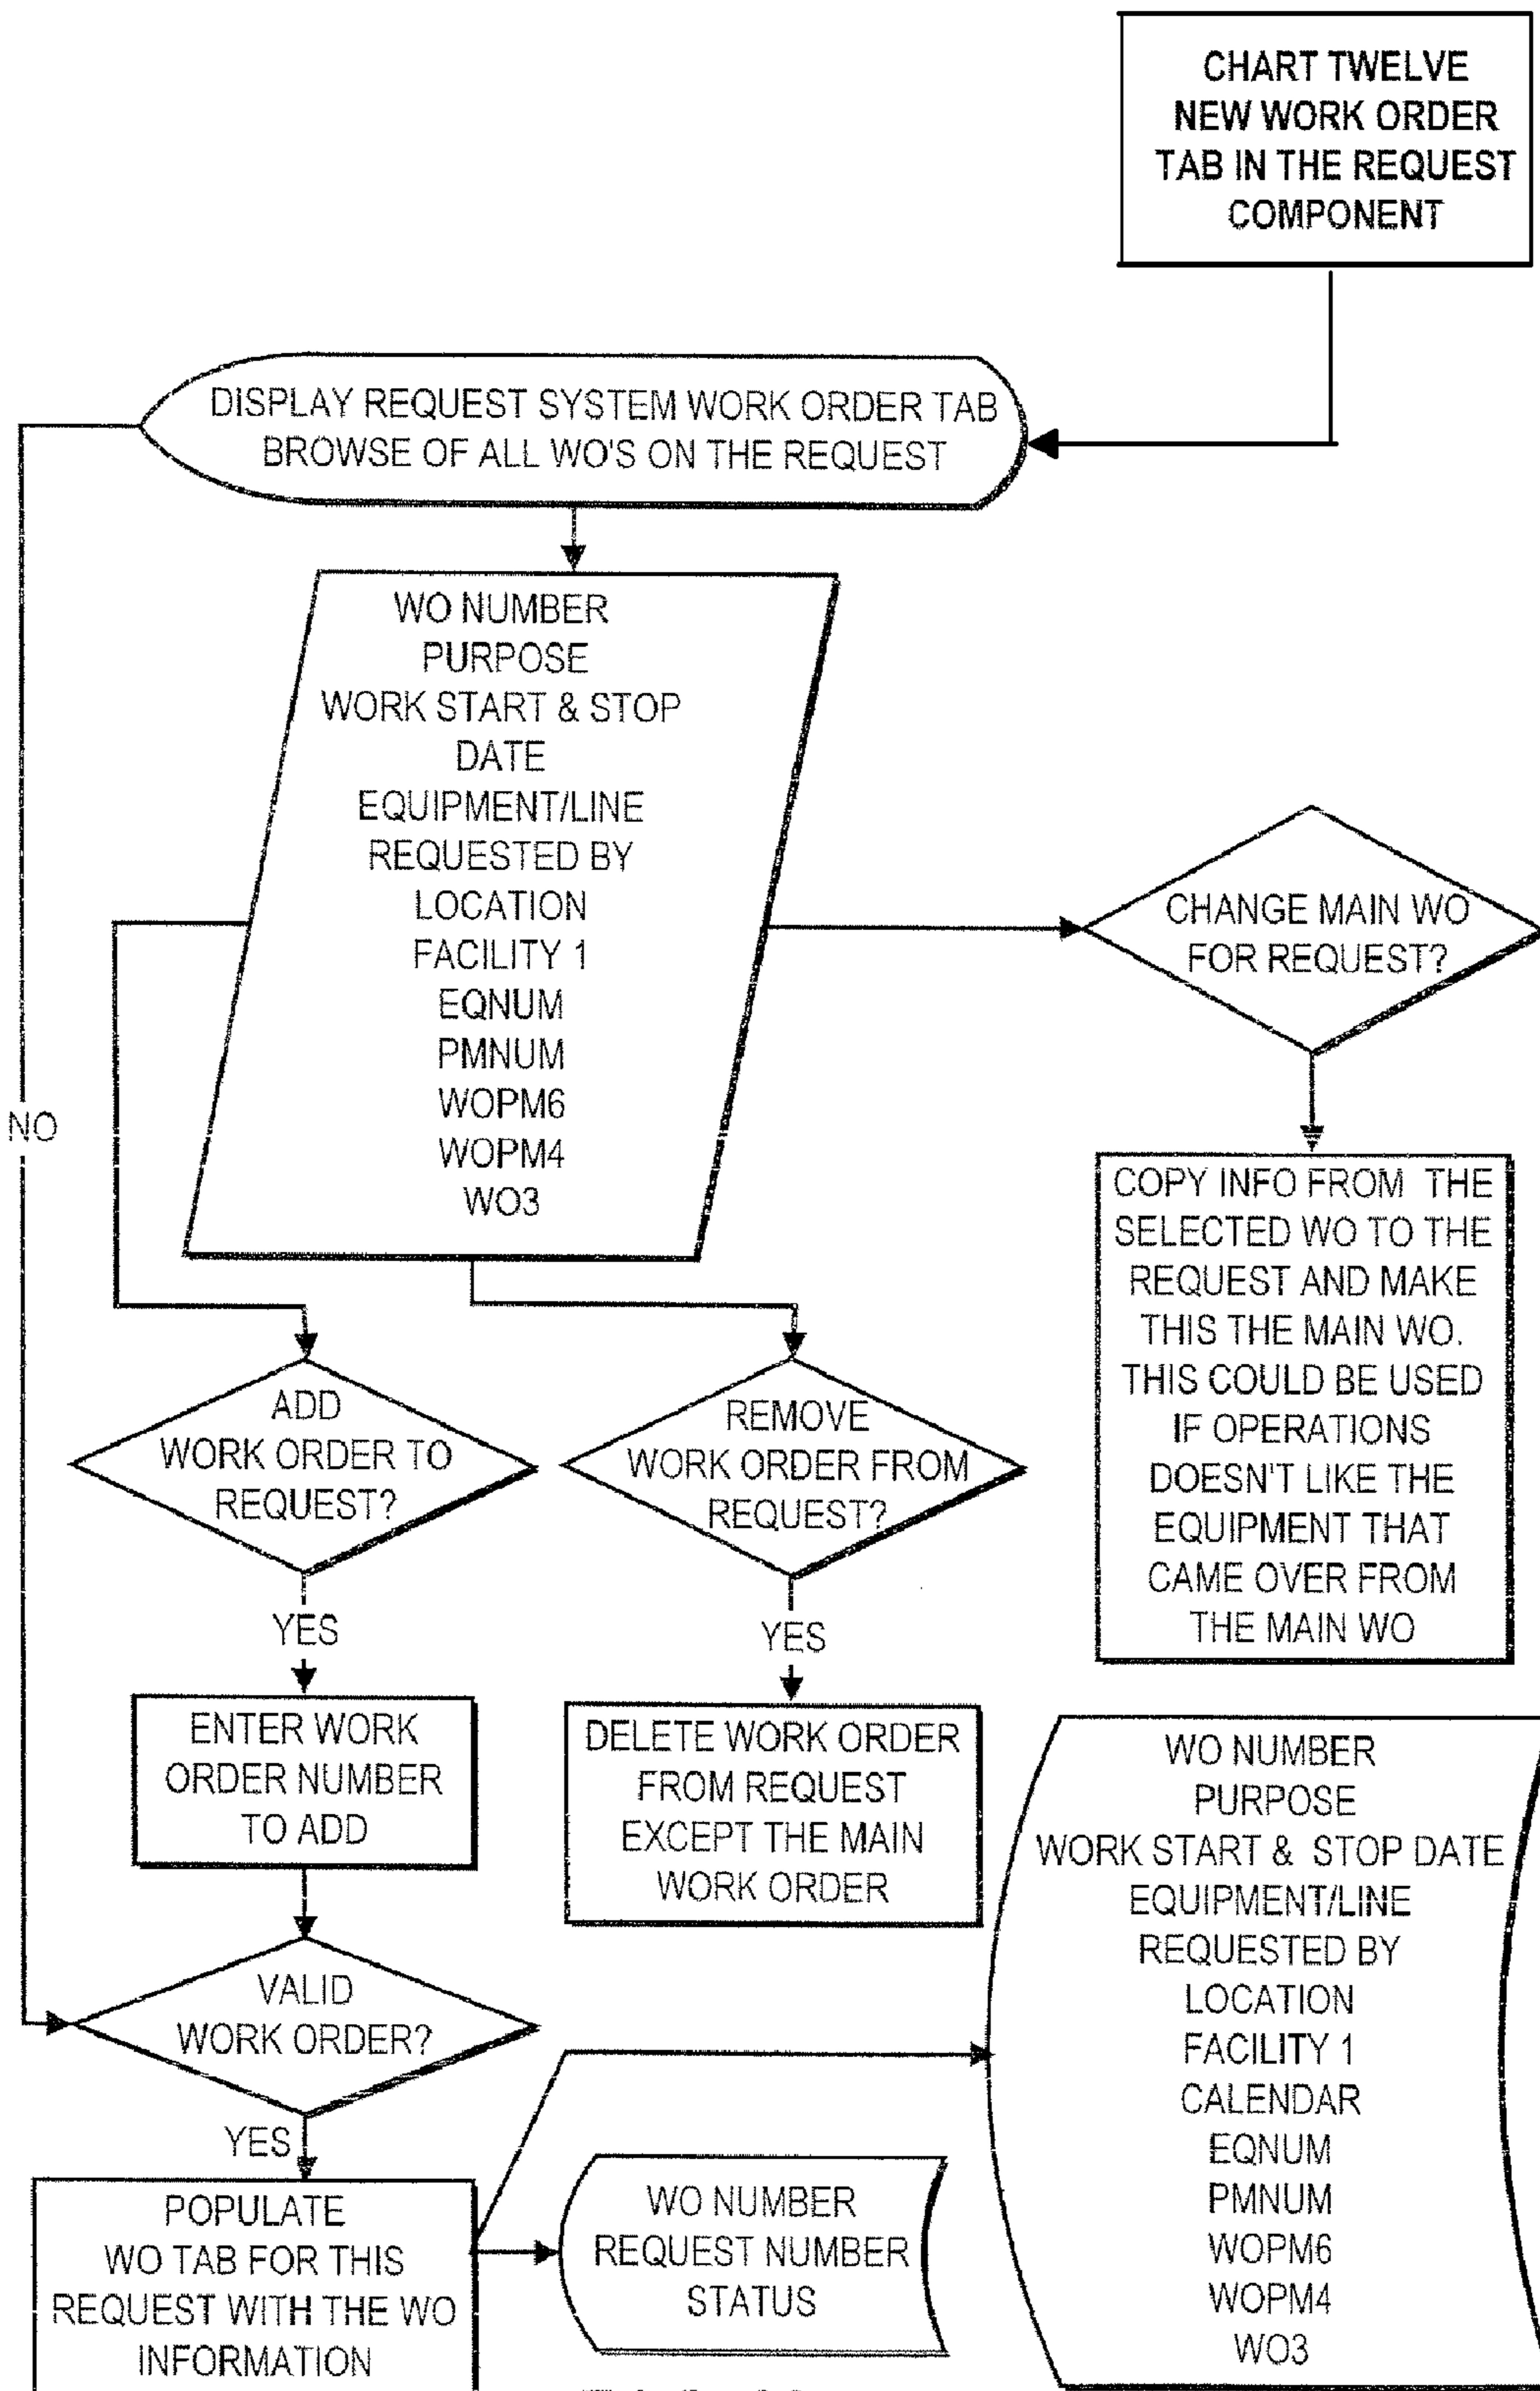 CHART TWELVE
NEW WORK ORDER
TAB IN THE REQUEST
COMPONENT
DISPLAY REQUEST SYSTEM WORK ORDER TAB
BROWSE OF ALL WO'S ON THE REQUEST
WO NUMBER
PURPOSE
WORK START & STOP
DATE
EQUIPMENT/LINE
REQUESTED BY
LOCATION
FACILITY 1
EQNUM
PMNUM
WOPM6
WOPM4
WO3
CHANGE MAIN WO
FOR REQUEST?
NO
COPY INFO FROM THE
SELECTED WO TO THE
REQUEST AND MAKE
THIS THE MAIN WO.
THIS COULD BE USED
IF OPERATIONS
DOESN'T LIKE THE
EQUIPMENT THAT
CAME OVER FROM
THE MAIN WO
ADD
WORK ORDER TO
REQUEST?
REMOVE
WORK ORDER FROM
REQUEST?
YES
YES
ENTER WORK
ORDER NUMBER
TO ADD
DELETE WORK ORDER
FROM REQUEST
EXCEPT THE MAIN
WORK ORDER
WO NUMBER
PURPOSE
WORK START & STOP DATE
EQUIPMENT/LINE
REQUESTED BY
LOCATION
FACILITY 1
CALENDAR
EQNUM
PMNUM
WOPM6
WOPM4
WO3
VALID
WORK ORDER?
YES
POPULATE
WO TAB FOR THIS
REQUEST WITH THE WO
INFORMATION
WO NUMBER
REQUEST NUMBER
STATUS